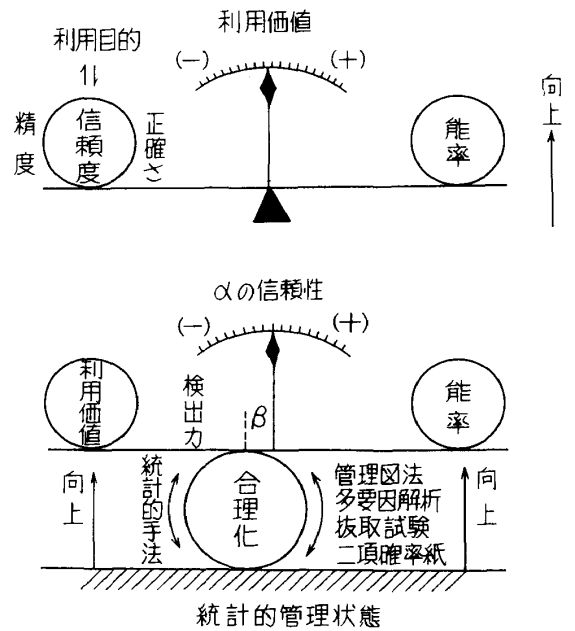 利用価値
(−)
(+)
利用目的
⇅
精度
信頼度
正確さ
能率
向上
αの信頼性
(−)
(+)
利用価値
検出力
β
能率
向上
統計的手法
合理化
管理図法
多要因解析
抜取試験
二項確率紙
向上
統計的管理状態